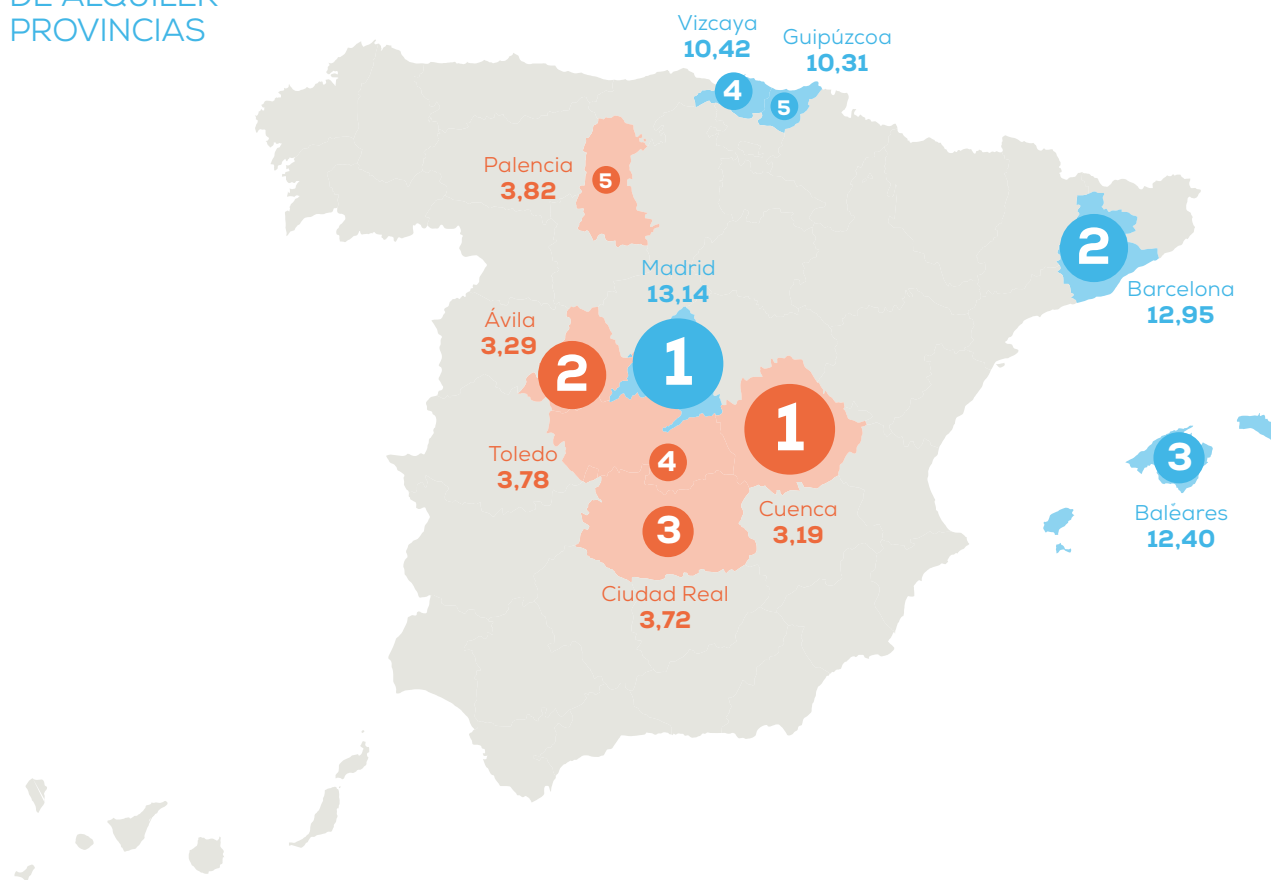 DE ALQUILER
PROVINCIAS
Vizcaya
10,42
Guipúzcoa
10,31
4
5
Palencia
3,82
5
2
Madrid
13,14
Barcelona
12,95
Ávila
3,29
2
1
1
Toledo
3,78
4
3
Baleares
12,40
Cuenca
3,19
3
Ciudad Real
3,72